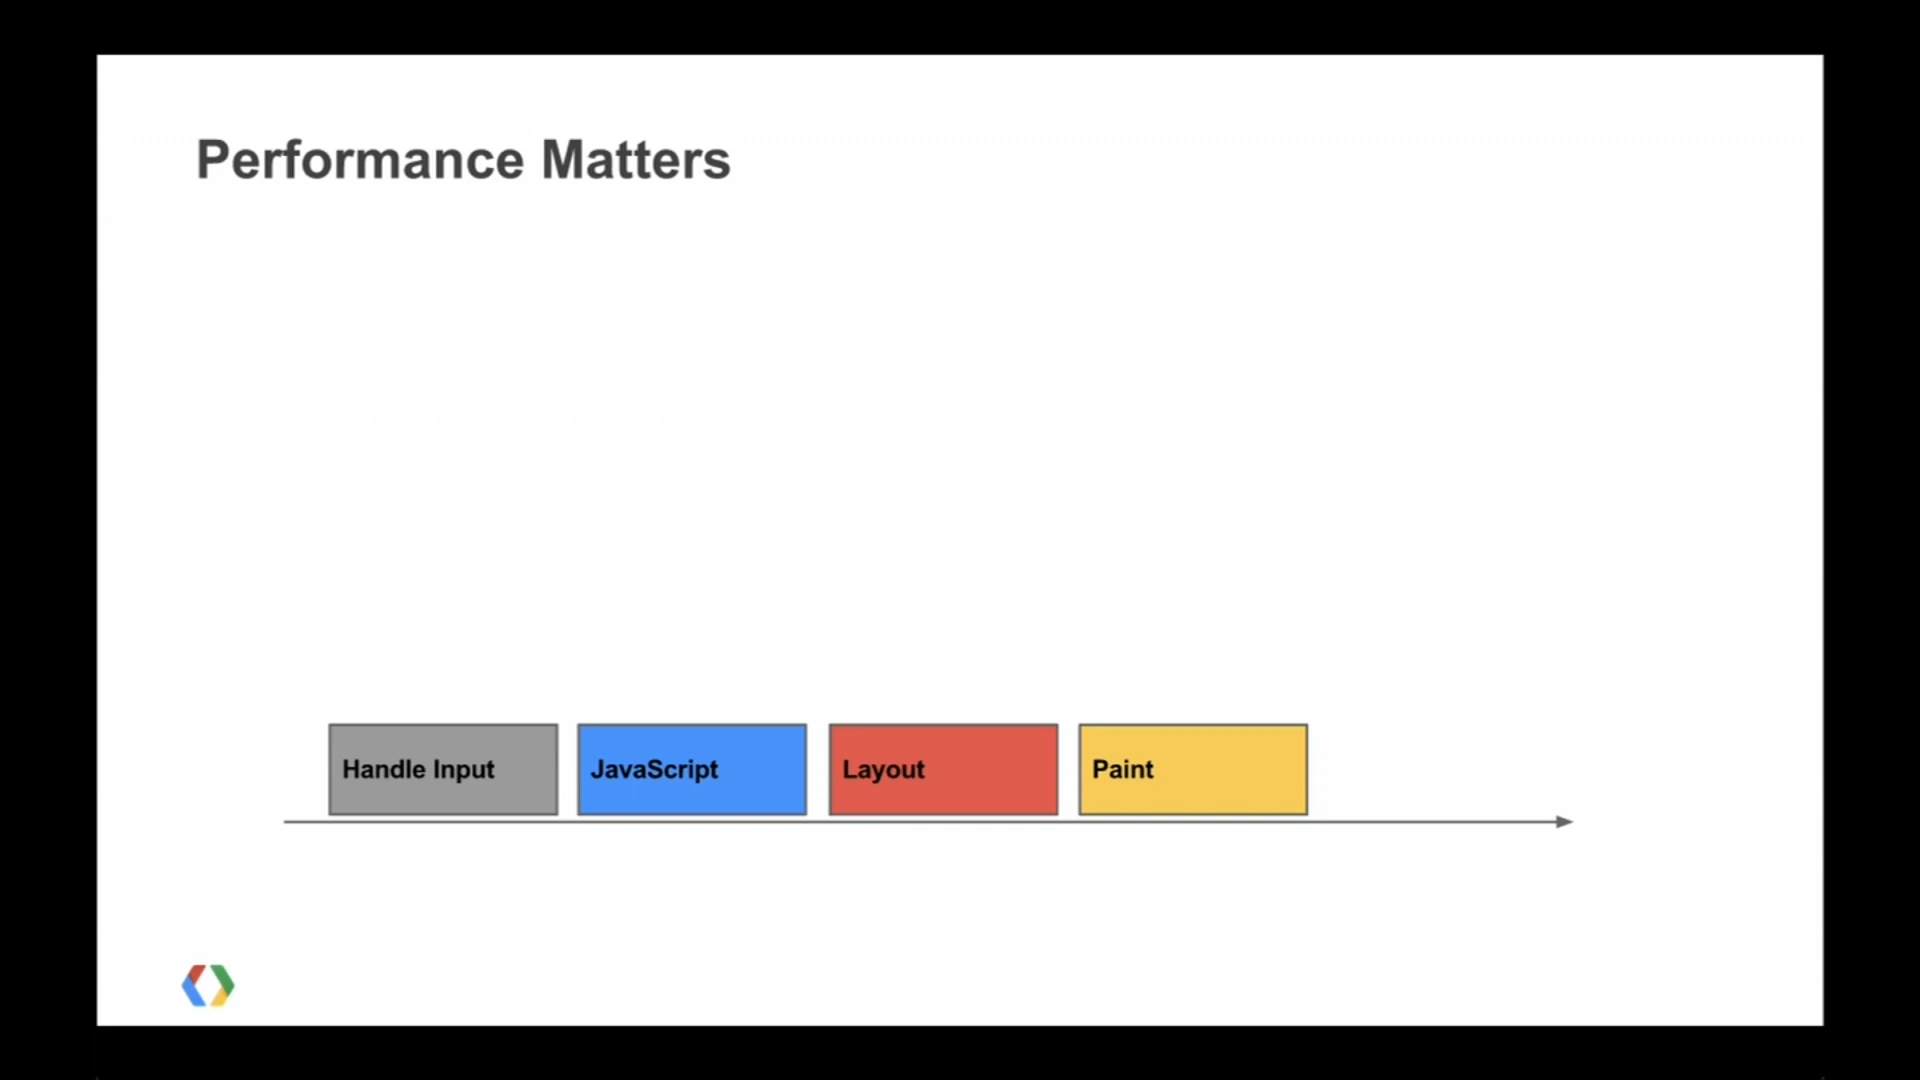 Performance Matters
Handle Input
JavaScript
Layout
Paint